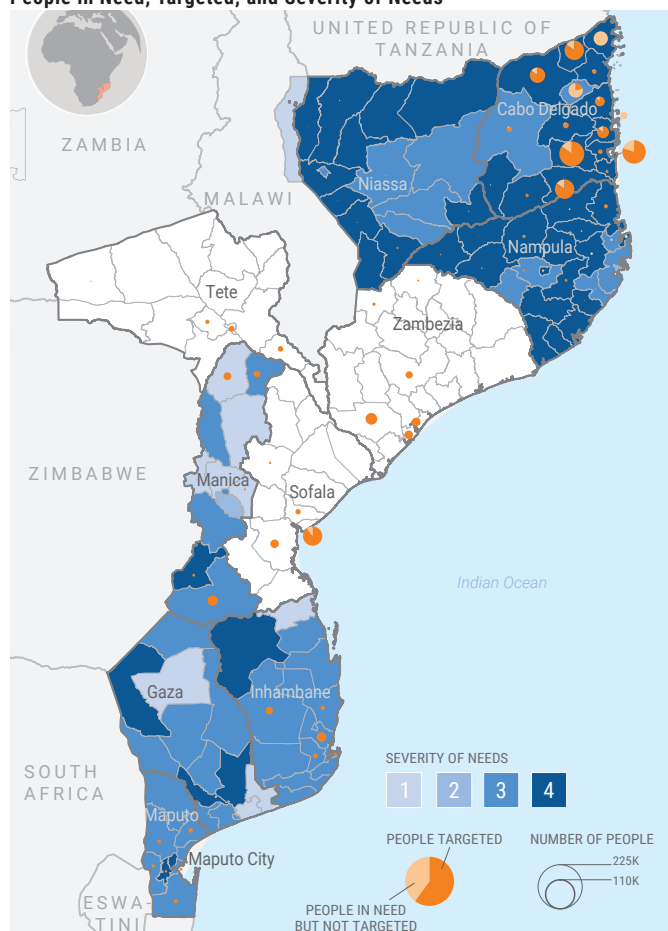 People in Need, Targeted, and Severity of Needs
UNITED REPUBLIC OF
TANZANIA
ZAMBIA
Cabo Delgado
MALAWI
Niassa
Nampula
Tete
Zambezia
ZIMBABWE
Manica
Sofala
Indian Ocean
Gaza
Inhambane
SOUTH
AFRICA
Maputo
Maputo City
ESWA-
TINI
SEVERITY OF NEEDS
1 2 3 4
PEOPLE TARGETED
PEOPLE IN NEED
BUT NOT TARGETED
NUMBER OF PEOPLE
225K
110K